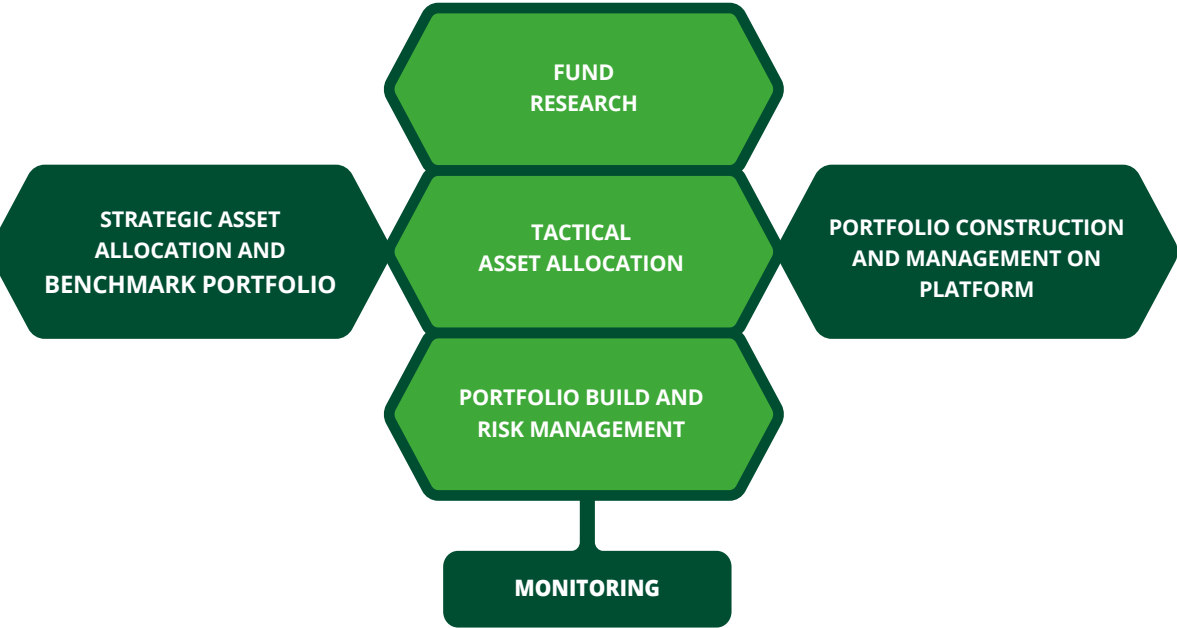 FUND
RESEARCH
STRATEGIC ASSET
ALLOCATION AND
BENCHMARK PORTFOLIO
TACTICAL
ASSET ALLOCATION
PORTFOLIO CONSTRUCTION
AND MANAGEMENT ON
PLATFORM
PORTFOLIO BUILD AND
RISK MANAGEMENT
MONITORING